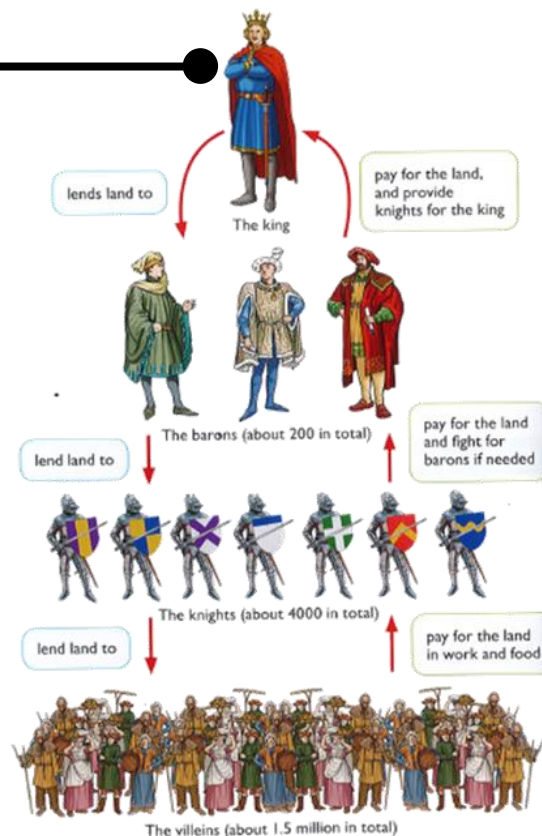 lends land to
pay for the land,
and provide
knights for the king
The king
The barons (about 200 in total)
lend land to
pay for the land
and fight for
barons if needed
The knights (about 4000 in total)
lend land to
pay for the land
in work and food
The villeins (about 1.5 million in total)